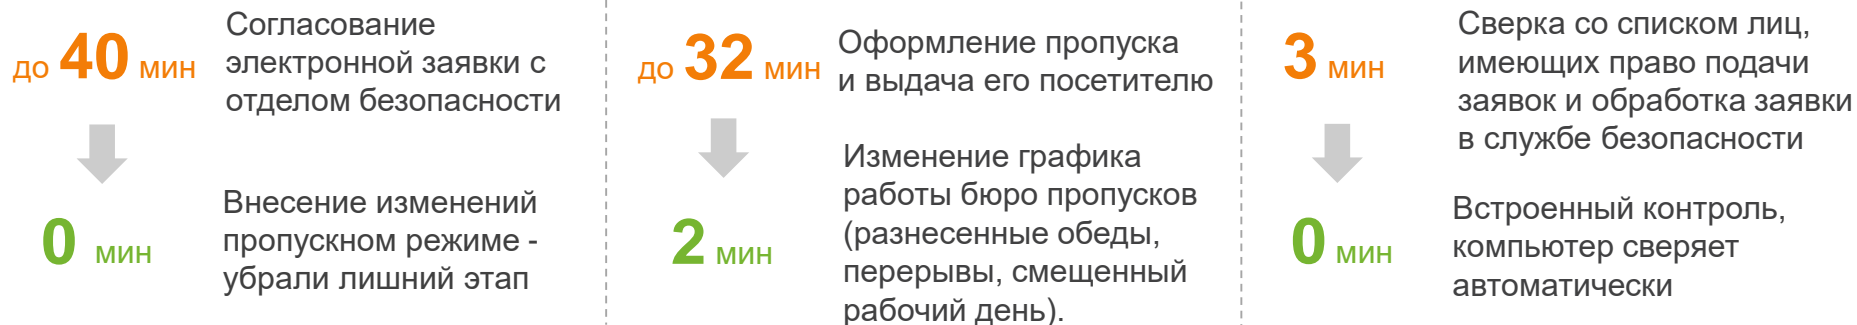 до 40 мин
Согласование
электронной заявки с
отделом безопасности
0 мин
Внесение изменений
пропускном режиме -
убрали лишний этап
до 32 мин
Оформление пропуска
и выдача его посетителю
2 мин
Изменение графика
работы бюро пропусков
(разнесенные обеды,
перерывы, смещенный
рабочий день).
3 мин
Сверка со списком лиц,
имеющих право подачи
заявок и обработка заявки
в службе безопасности
0 мин
Встроенный контроль,
компьютер сверяет
автоматически